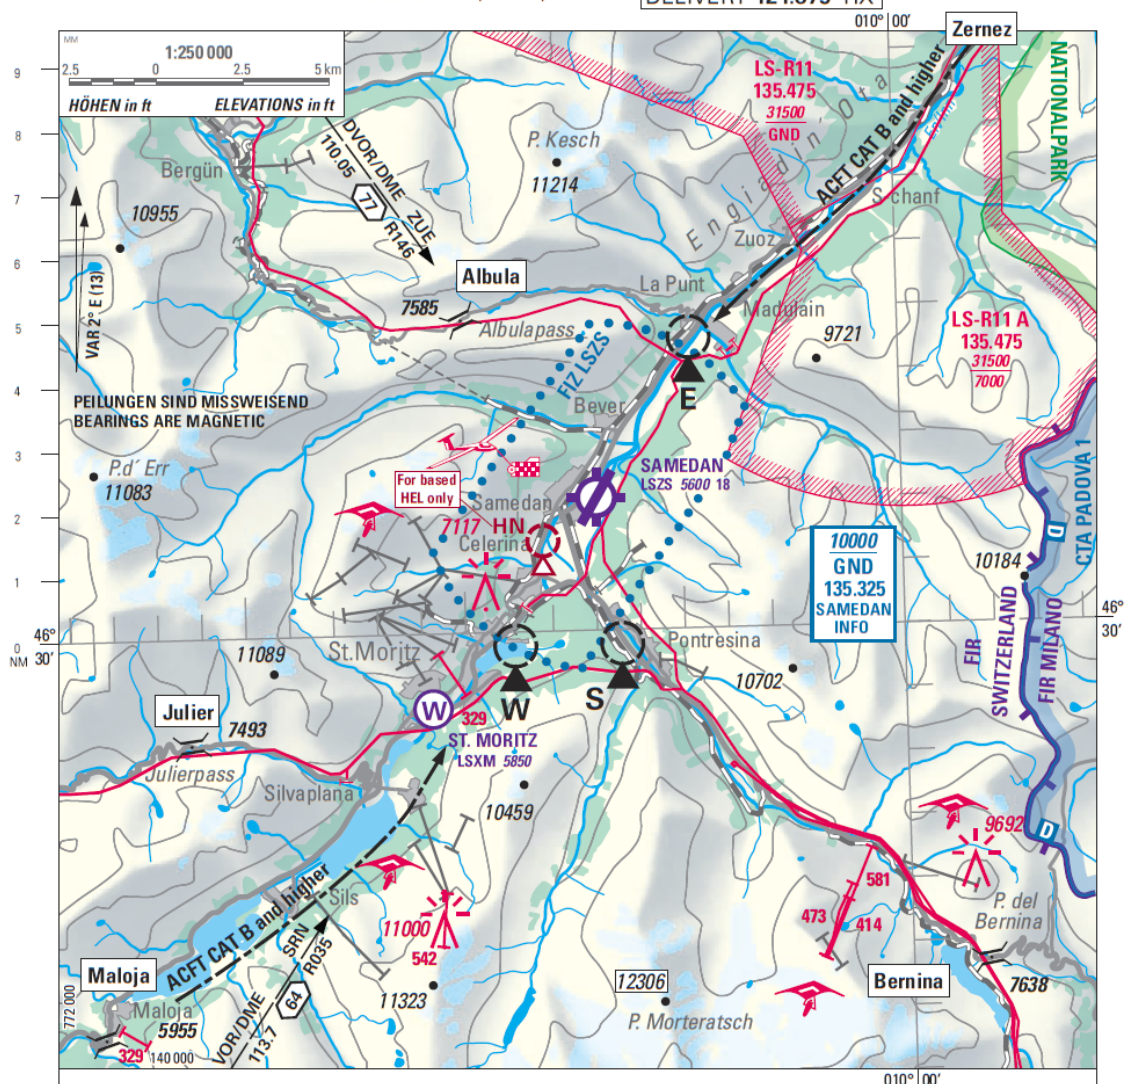 DELIVERY 121.875 HX
010° 00'
Zernez
MM
1:250 000
2.5 0 2.5 5 km
HÖHEN in ft ELEVATIONS in ft
9
8
7
6
5
4
3
2
1
0
NM
46°
30'
VAR 2° E (13)
PEILUNGEN SIND MISSWEISEND
BEARINGS ARE MAGNETIC
DVOR/DME ZUE
110.05 R146
77
P. Kesch
11214
LS-R11
135.475
31500
GND
NATIONALPARK
ACFT CAT B and higher
Engiadin' Ota
Bergün
10955
S-chanf
Zuoz
Albula
La Punt
7585
Albulapass
Madulain
9721
LS-R11 A
135.475
31500
7000
FIZ LSZS
E
Bever
P.d' Err
11083
For based
HEL only
SAMEDAN
LSZS 5600 18
Samedan
7117
HN
Celerina
10000
GND
135.325
SAMEDAN
INFO
10184
D
CTA PADOVA 1
FIR
SWITZERLAND
FIR MILANO
46°
30'
11089
St.Moritz
Pontresina
10702
W
W
S
329
ST. MORITZ
LSXM 5850
Julier
7493
Julierpass
Silvaplana
10459
9692
D
Sils
581
473
414
P. del
Bernina
11000
542
ACFT CAT B and higher
SRN
R035
64
VOR/DME
113.7
Maloja
Maloja
5955
329
772 000
140 000
11323
12306
P. Morteratsch
Bernina
7638
010° 00'